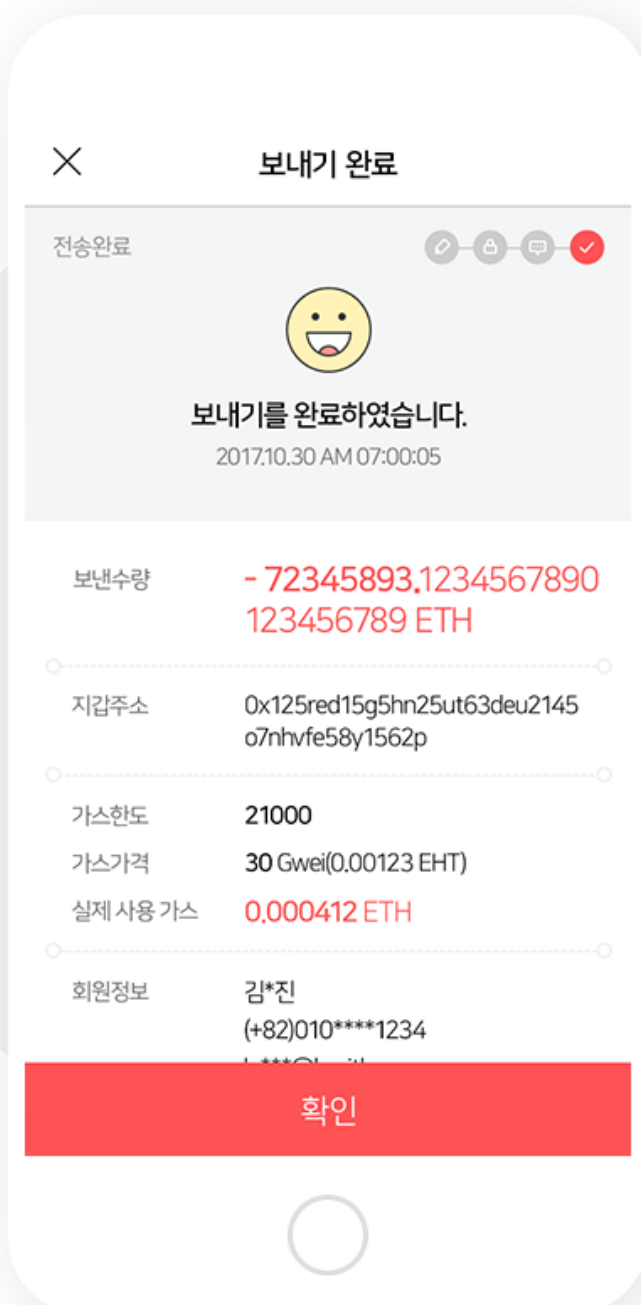 보내기 완료
전송완료
보내기를 완료하였습니다.
2017.10.30 AM 07:00:05
보낸수량 - 72345893.1234567890
123456789 ETH
지갑주소 0x125red15g5hn25ut63deu2145
o7nhvfe58y1562p
가스한도 21000
가스가격 30 Gwei(0.00123 EHT)
실제 사용 가스 0.000412 ETH
회원정보 김*진
(+82)010****1234
확인